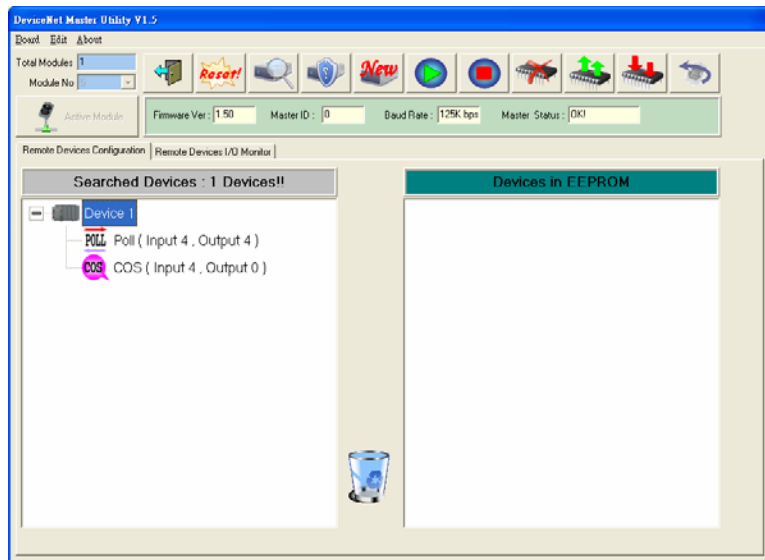 DeviceNet Master Utility V1.5
Board Edit About
Total Modules 1
Module No
Reset!
New
Active Module
Firmware Ver : 1.50 Master ID : 0 Baud Rate : 125K bps Master Status : OK!
Remote Devices Configuration Remote Devices I/O Monitor
Searched Devices : 1 Devices!!
Devices in EEPROM
Device 1
POLL Poll ( Input 4 , Output 4 )
COS COS ( Input 4 , Output 0 )